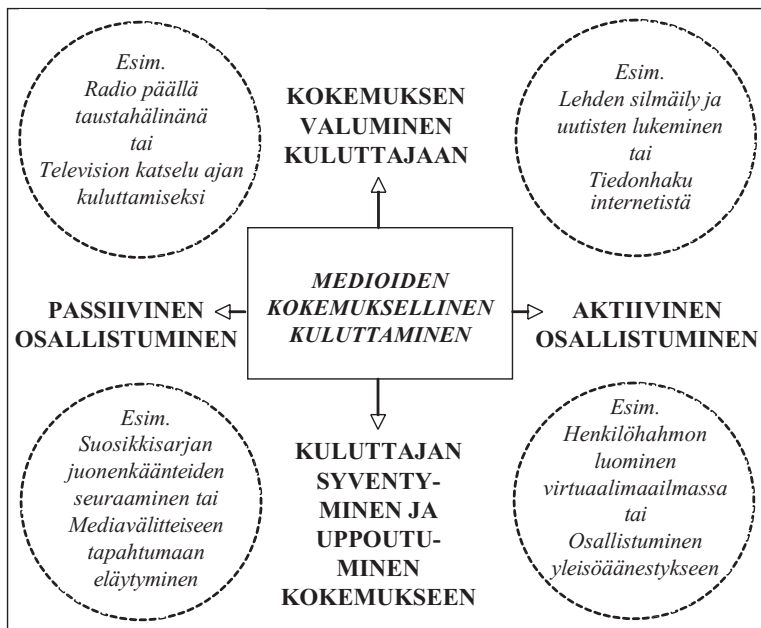 Esim.
Radio päällä
taustahälinänä
tai
Television katselu ajan
kuluttamiseksi
KOKEMUKSEN
VALUMINEN
KULUTTAJAAN
Esim.
Lehden silmäily ja
uutisten lukeminen
tai
Tiedonhaku
internetistä
PASSIIVINEN
OSALLISTUMINEN
MEDIOIDEN
KOKEMUKSELLINEN
KULUTTAMINEN
AKTIIVINEN
OSALLISTUMINEN
Esim.
Suosikkisarjan
juonenkäänteiden
seuraaminen tai
Mediavälitteiseen
tapahtumaan
eläytyminen
KULUTTAJAN
SYVENTY-
MINEN JA
UPPOUTU-
MINEN
KOKEMUKSEEN
Esim.
Henkilöhahmon
luominen
virtuaalimaailmassa
tai
Osallistuminen
yleisöäänestykseen